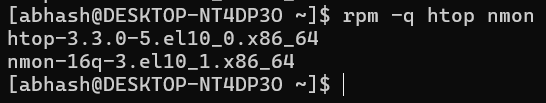 [abhash@DESKTOP-NT4DP3O ~]$ rpm -q htop nmon
htop-3.3.0-5.el10_0.x86_64
nmon-16q-3.el10_1.x86_64
[abhash@DESKTOP-NT4DP3O ~]$